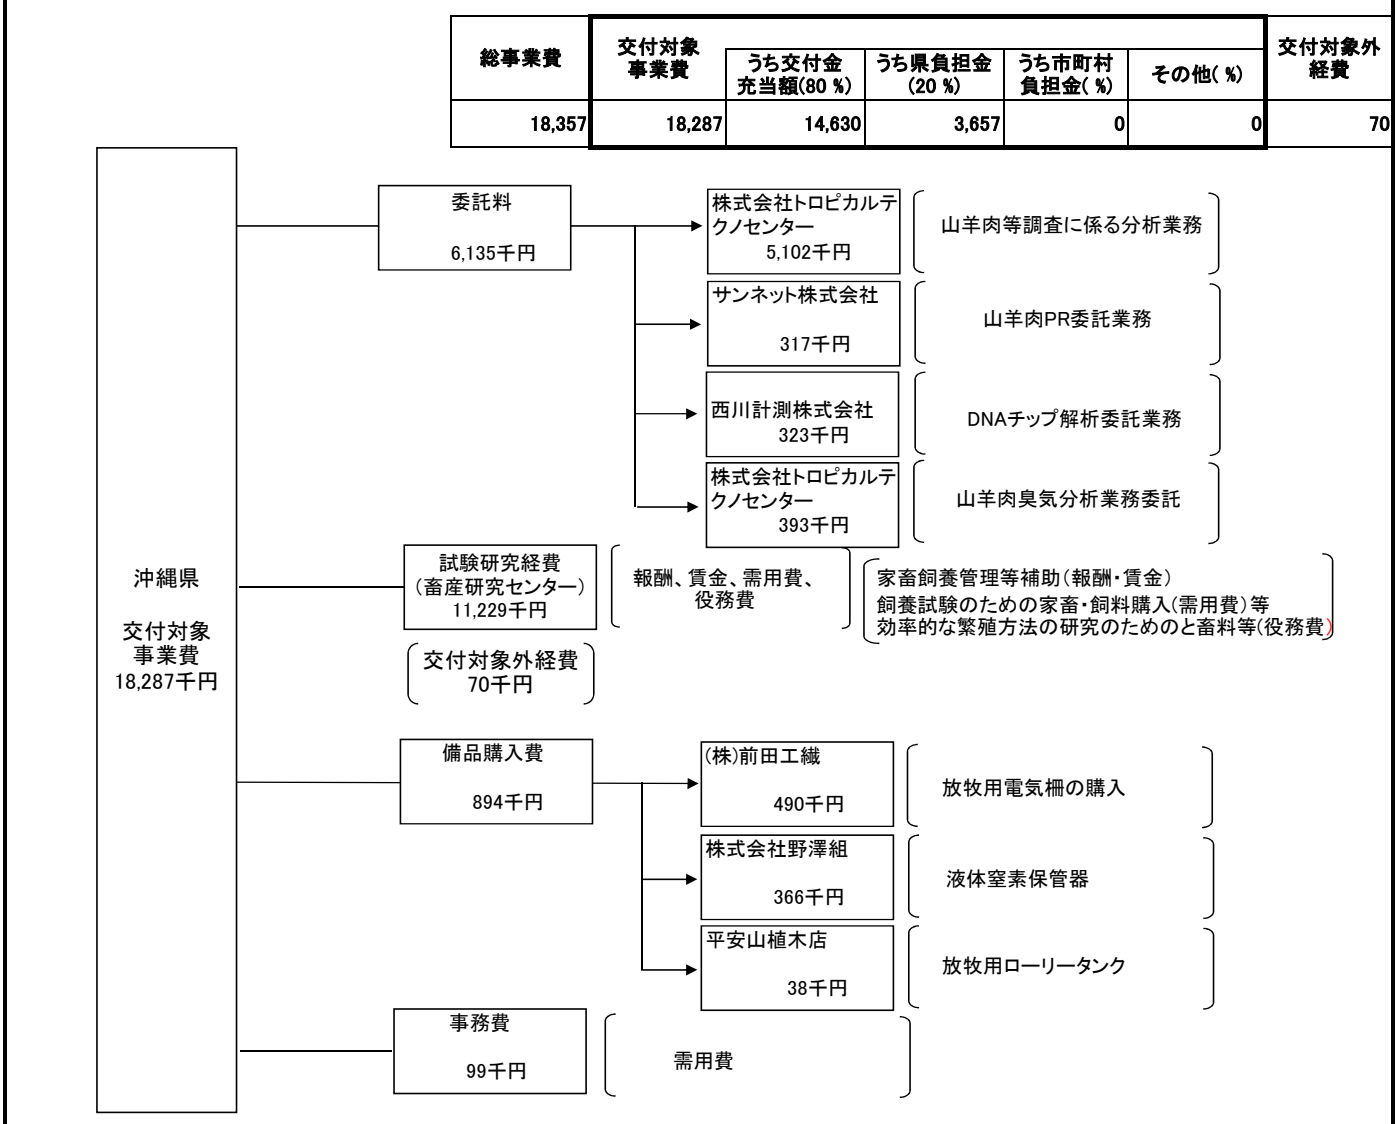 総事業費
交付対象
事業費
うち交付金
充当額(80 %)
うち県負担金
(20 %)
うち市町村
負担金( %)
その他( %)
交付対象外
経費
18,357
18,287
14,630
3,657
0
0
70
委託料
6,135千円
株式会社トロピカルテ
クノセンター
5,102千円
山羊肉等調査に係る分析業務
サンネット株式会社
317千円
山羊肉PR委託業務
西川計測株式会社
323千円
DNAチップ解析委託業務
株式会社トロピカルテ
クノセンター
393千円
山羊肉臭気分析業務委託
沖縄県
交付対象
事業費
18,287千円
試験研究経費
(畜産研究センター)
11,229千円
報酬、賃金、需用費、
役務費
家畜飼養管理等補助(報酬・賃金)
飼養試験のための家畜・飼料購入(需用費)等
効率的な繁殖方法の研究のためのと畜料等(役務費)
交付対象外経費
70千円
備品購入費
894千円
(株)前田工繊
490千円
放牧用電気柵の購入
株式会社野澤組
366千円
液体窒素保管器
平安山植木店
38千円
放牧用ローリータンク
事務費
99千円
需用費